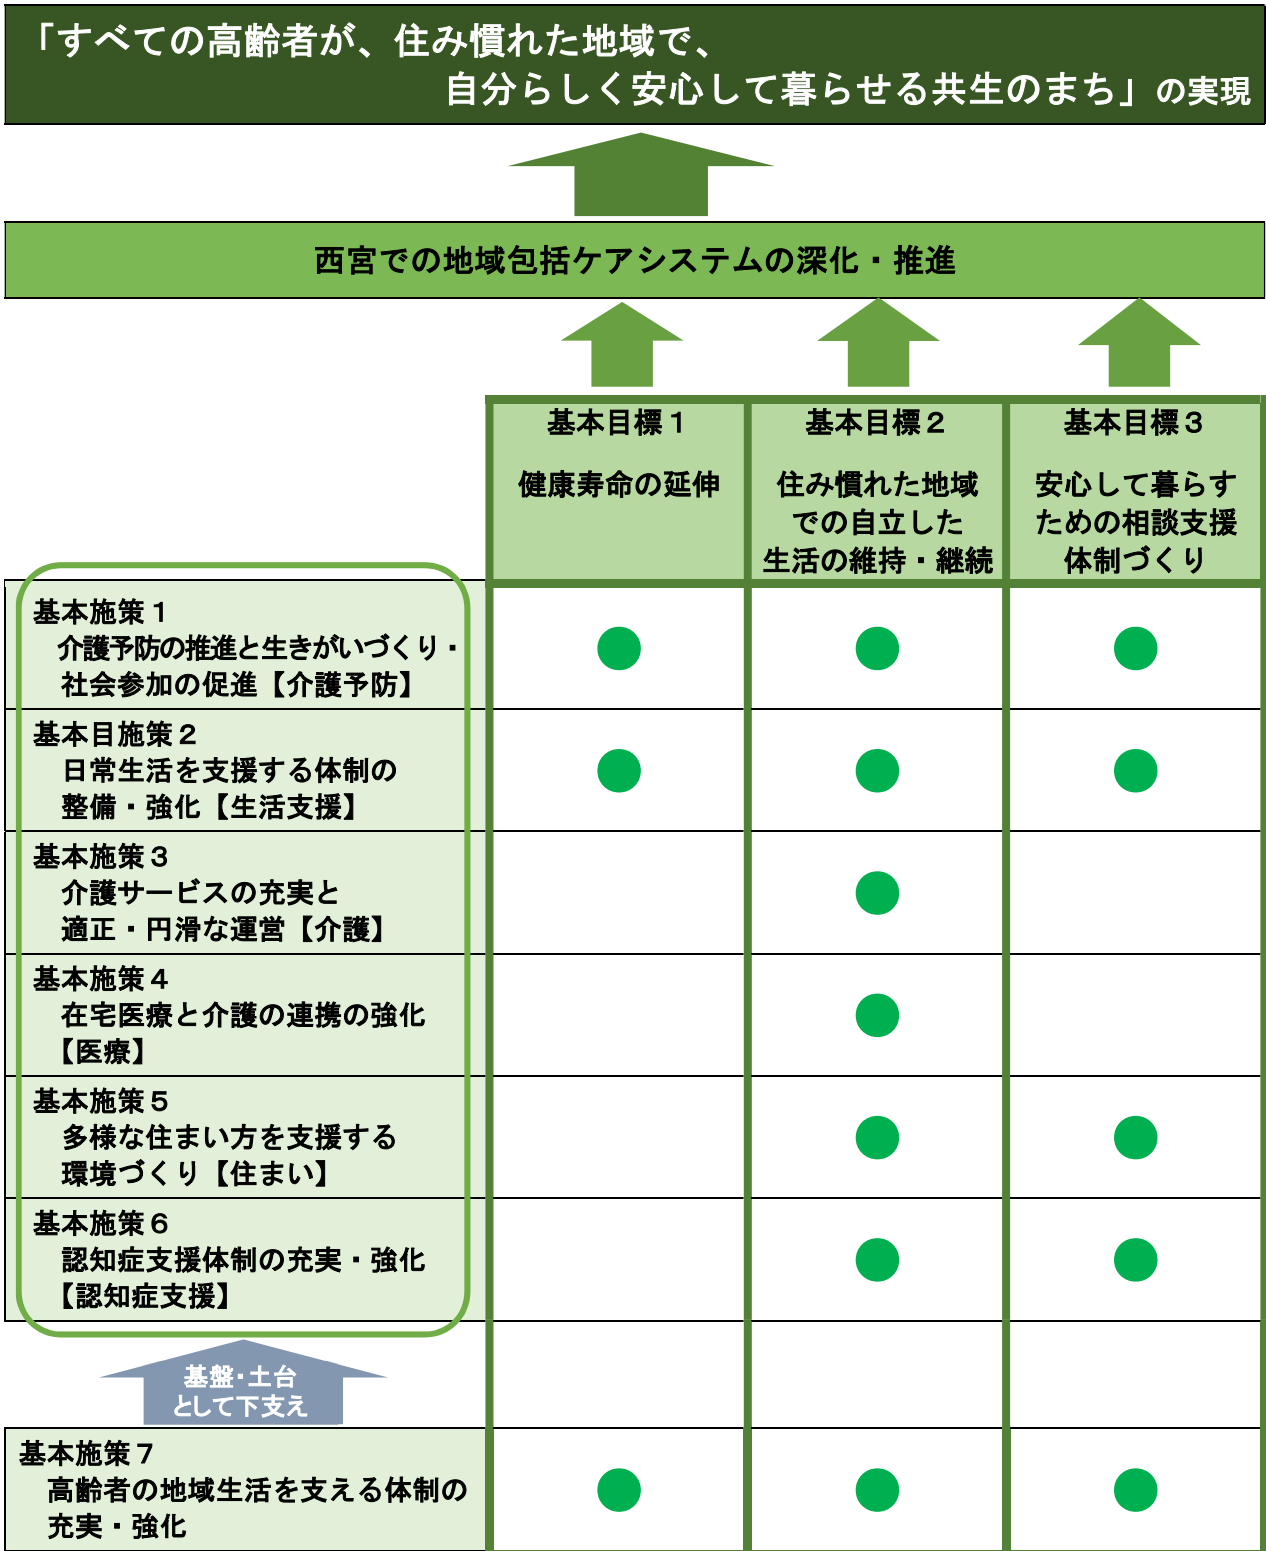 「すべての高齢者が、住み慣れた地域で、
自分らしく安心して暮らせる共生のまち」の実現
西宮での地域包括ケアシステムの深化・推進
基本目標１
健康寿命の延伸
基本目標２
住み慣れた地域
での自立した
生活の維持・継続
基本目標３
安心して暮らす
ための相談支援
体制づくり
基本施策１
介護予防の推進と生きがいづくり・
社会参加の促進【介護予防】
基本目施策２
日常生活を支援する体制の
整備・強化【生活支援】
基本施策３
介護サービスの充実と
適正・円滑な運営【介護】
基本施策４
在宅医療と介護の連携の強化
【医療】
基本施策５
多様な住まい方を支援する
環境づくり【住まい】
基本施策６
認知症支援体制の充実・強化
【認知症支援】
基盤・土台
として下支え
基本施策７
高齢者の地域生活を支える体制の
充実・強化